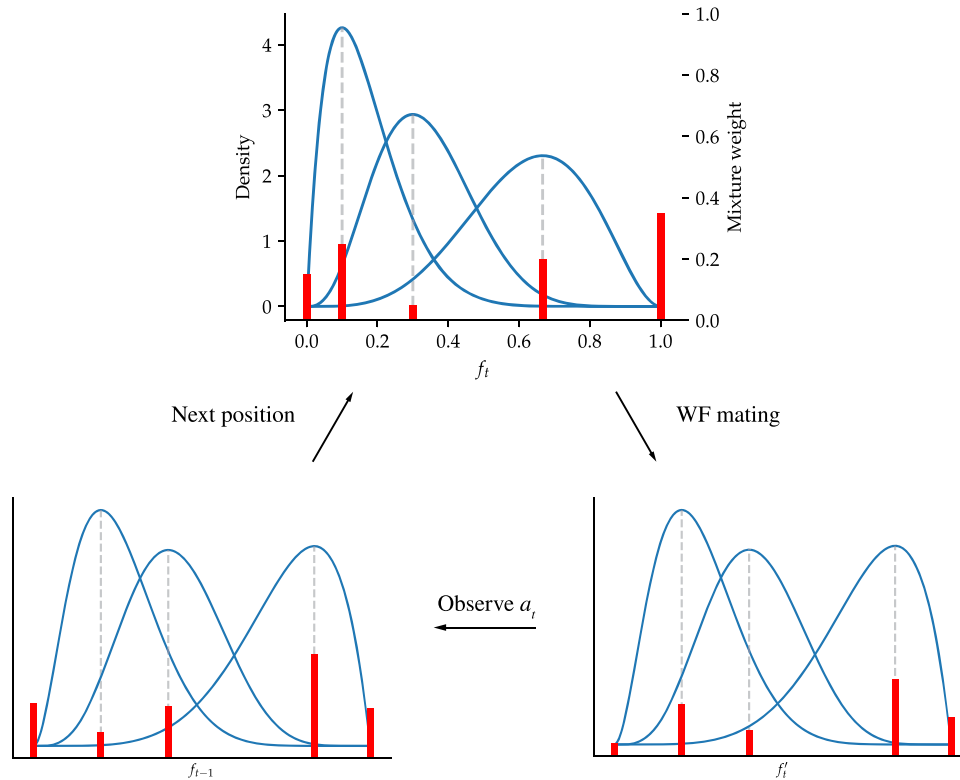 4
3
2
1
0
Density
1.0
0.8
0.6
0.4
0.2
0.0
Mixture weight
0.0 0.2 0.4 0.6 0.8 1.0
f_t
Next position
WF mating
Observe a_t
f_{t−1}
f′_t